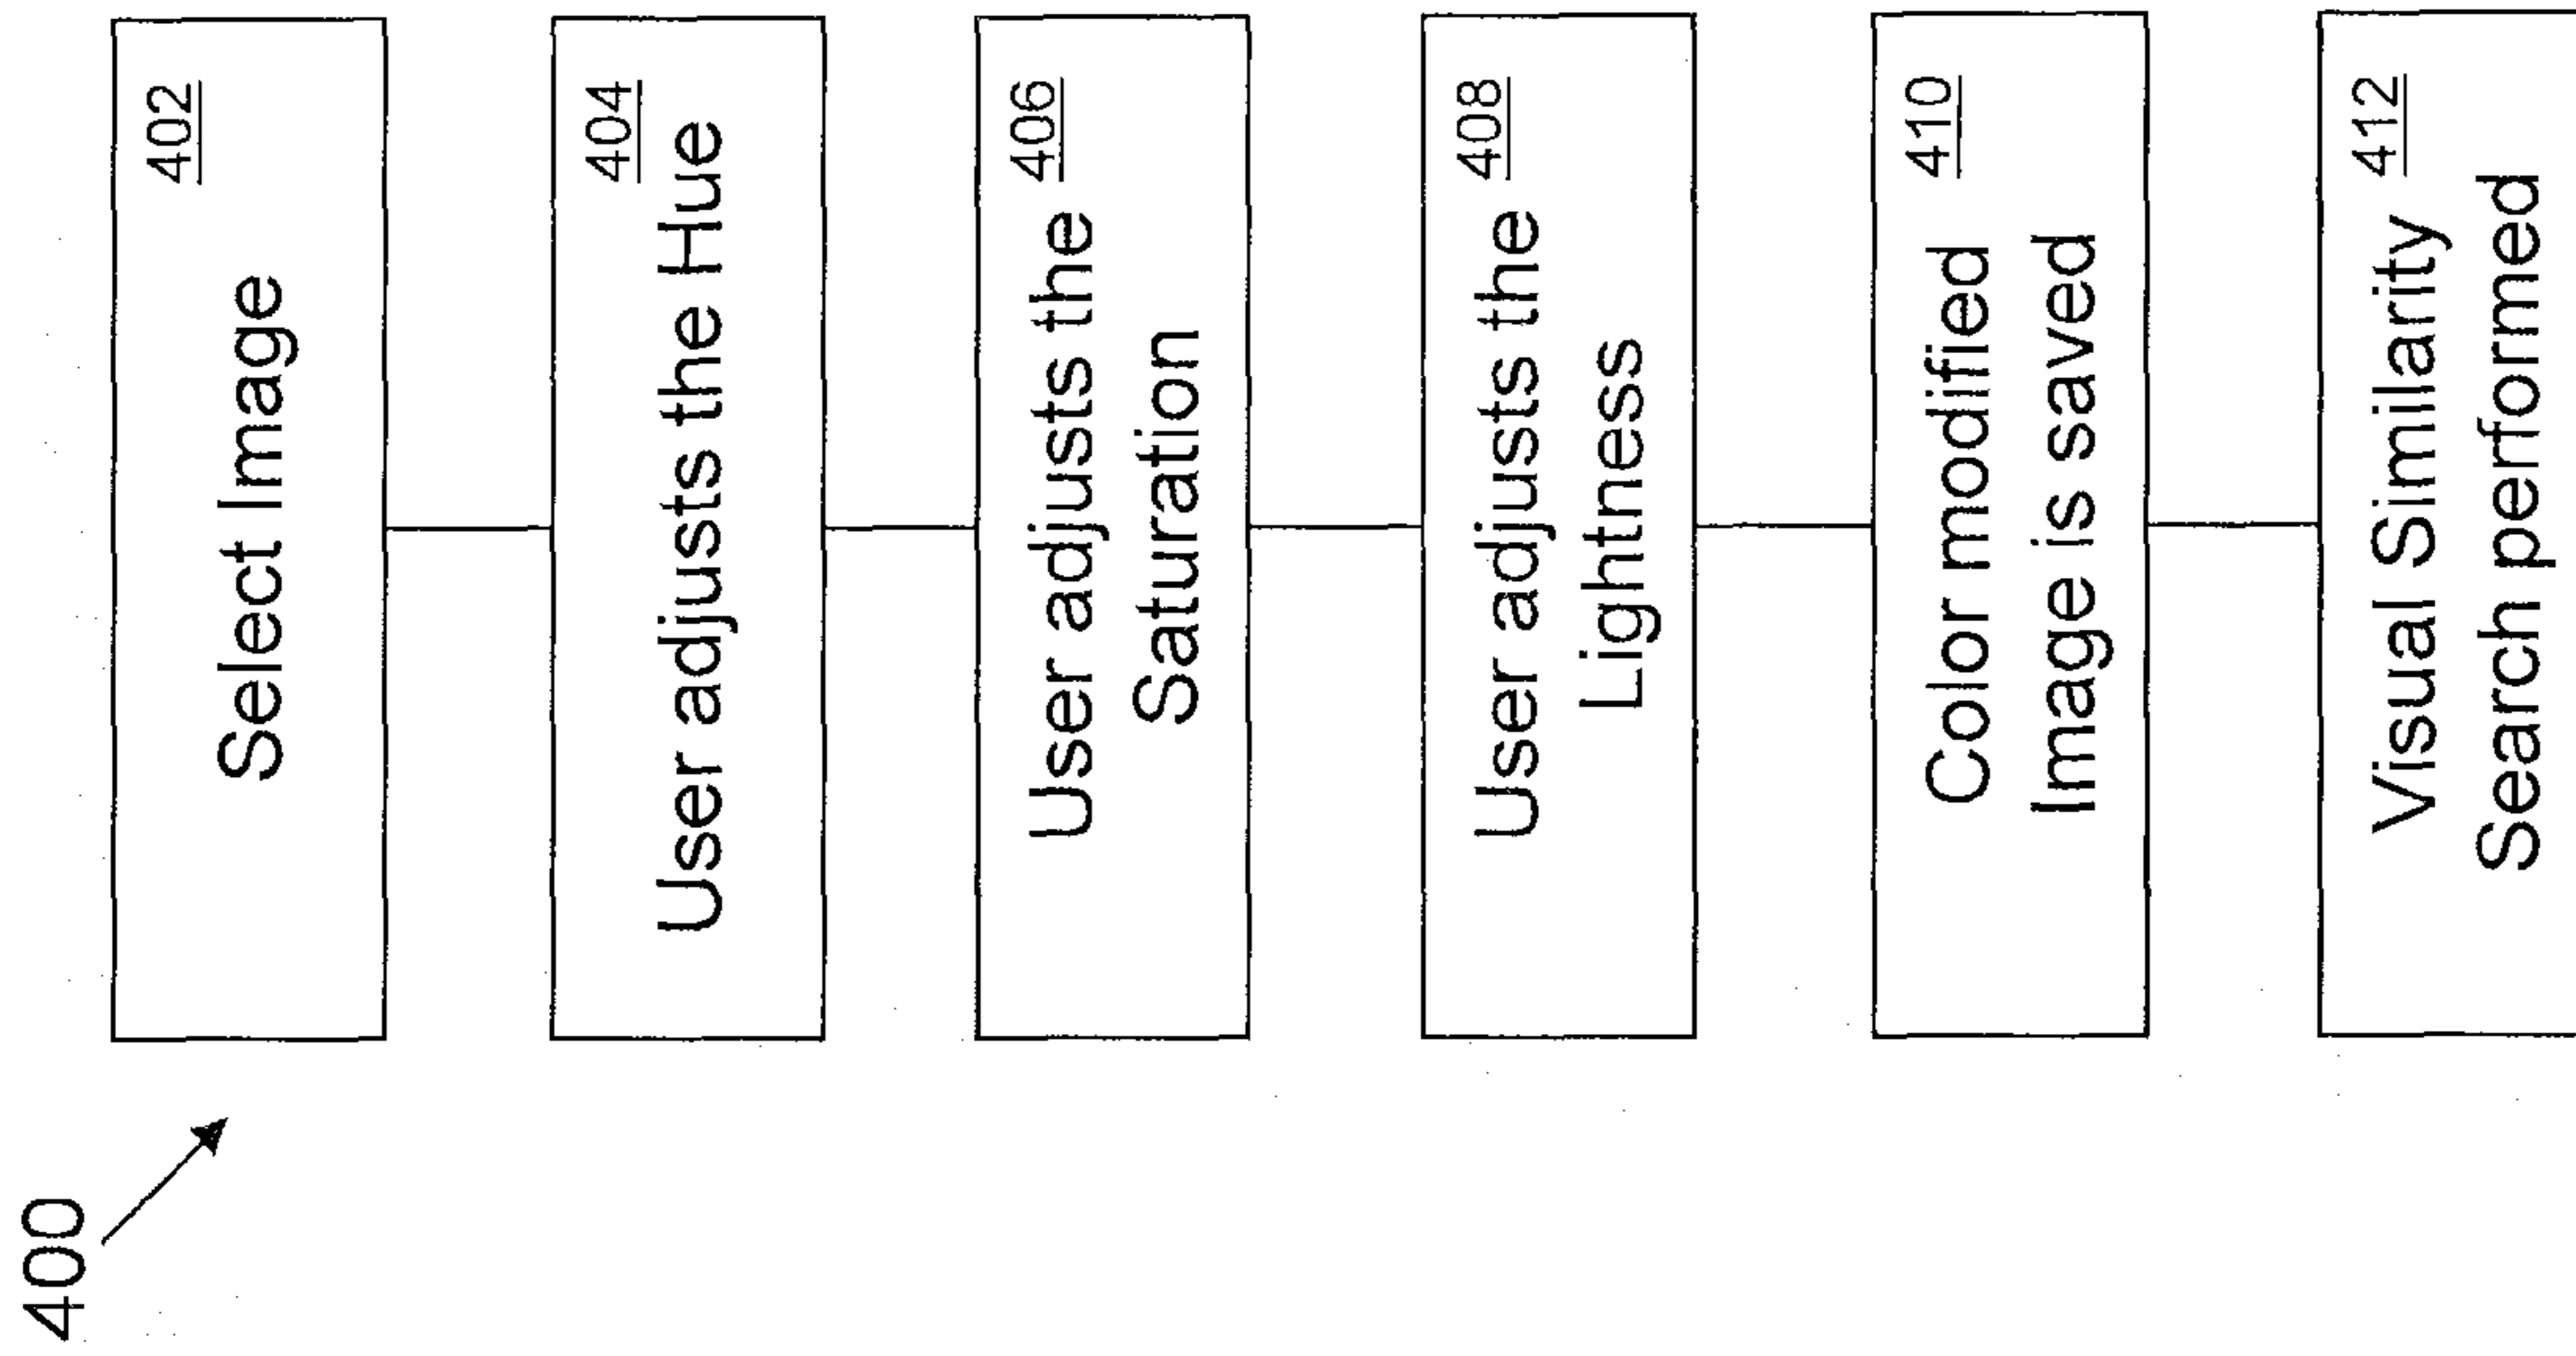 400
402
Select Image
404
User adjusts the Hue
406
User adjusts the
Saturation
408
User adjusts the
Lightness
410
Color modified
Image is saved
412
Visual Similarity
Search performed